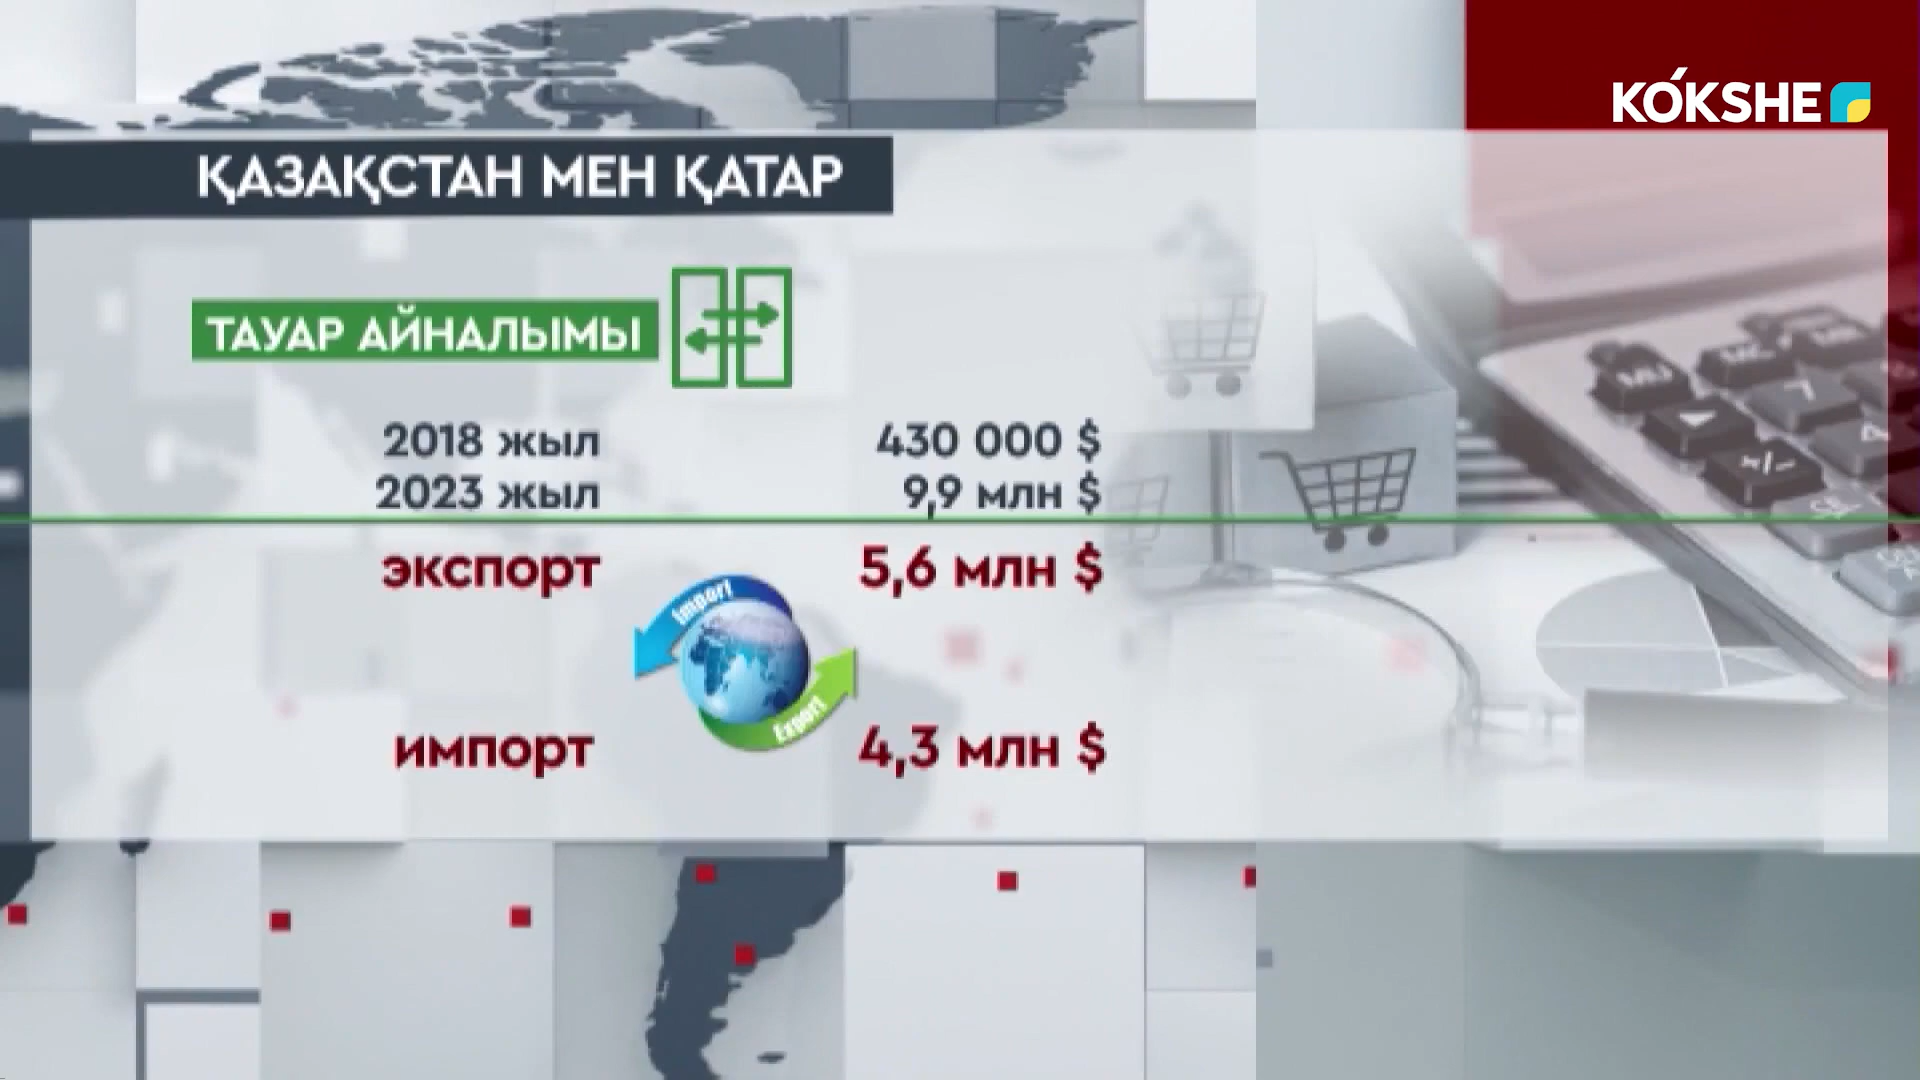 KÓKSHE
ҚАЗАҚСТАН МЕН ҚАТАР
ТАУАР АЙНАЛЫМЫ
2018 жыл 430 000 $
2023 жыл 9,9 млн $
экспорт 5,6 млн $
Import
Export
импорт 4,3 млн $